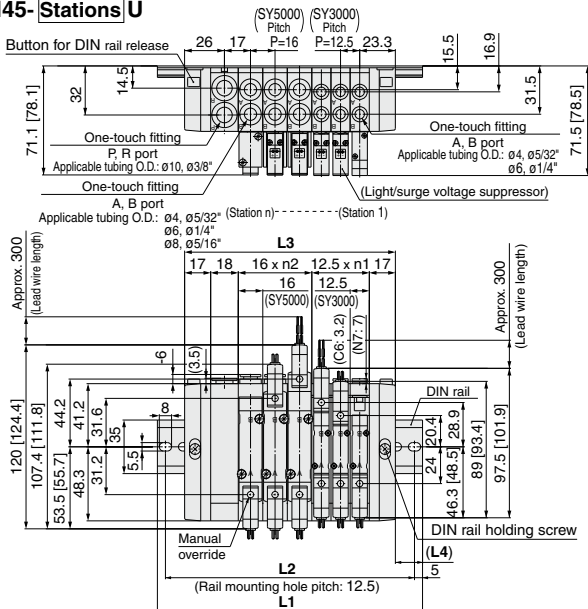 I45- Stations U
(SY5000) (SY3000)
Pitch Pitch
Button for DIN rail release 26 17 P=16 P=12.5 23.3
15.5
16.9
14.5
32
71.1 [78.1]
31.5
71.5 [78.5]
One-touch fitting
P, R port
Applicable tubing O.D.: ø10, ø3/8"
One-touch fitting
A, B port
Applicable tubing O.D.: ø4, ø5/32"
ø6, ø1/4"
One-touch fitting
A, B port
Applicable tubing O.D.: ø4, ø5/32"
ø6, ø1/4"
ø8, ø5/16"
(Light/surge voltage suppressor)
(Station n) (Station 1)
L3
17 18 16 x n2 12.5 x n1 17
16 12.5
(SY5000) (SY3000)
Approx. 300
(Lead wire length)
Approx. 300
(Lead wire length)
-6
(3.5)
(C6: 3.2)
(N7: 7)
DIN rail
120 [124.4]
107.4 [111.8]
53.5 [55.7]
44.2
48.3
41.2
31.6
31.2
35
5.5
8
20.4
28.9
24
46.3 [48.5]
89 [93.4]
97.5 [101.9]
A A
Manual
override
DIN rail holding screw
(L4)
L2
5
(Rail mounting hole pitch: 12.5)
L1